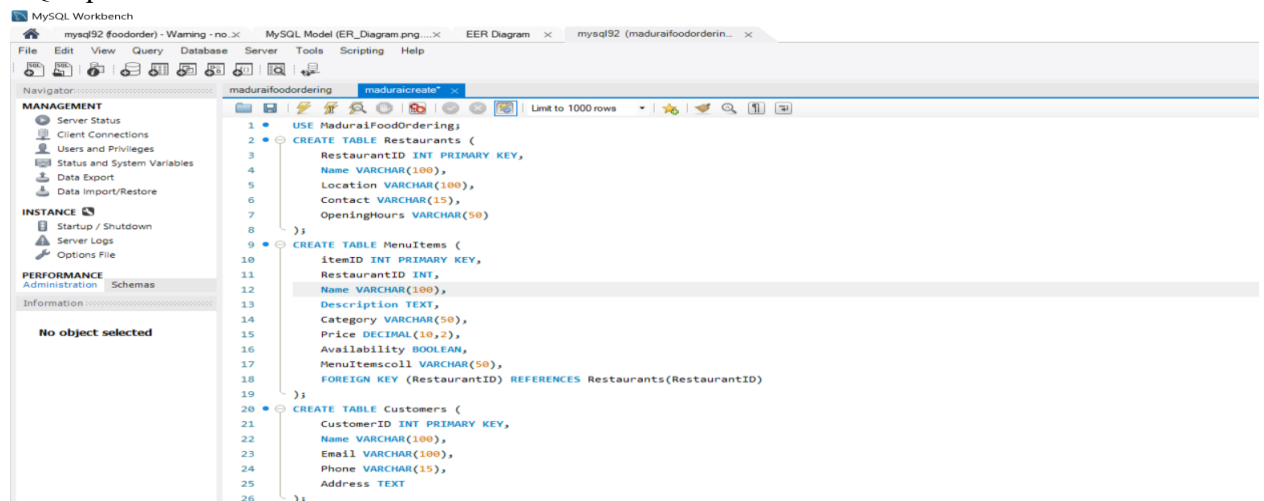 MySQL Workbench
mysql92 (foodorder) - Warning - no... MySQL Model (ER_Diagram.png.... EER Diagram mysql92 (maduraifoodorderin...
File Edit View Query Database Server Tools Scripting Help
Navigator maduraifoodordering maduraicreate*
MANAGEMENT
Server Status
Client Connections
Users and Privileges
Status and System Variables
Data Export
Data Import/Restore
INSTANCE
Startup / Shutdown
Server Logs
Options File
PERFORMANCE
Administration Schemas
Information
No object selected
Limit to 1000 rows
1 USE MaduraiFoodOrdering;
2 CREATE TABLE Restaurants (
3 RestaurantID INT PRIMARY KEY,
4 Name VARCHAR(100),
5 Location VARCHAR(100),
6 Contact VARCHAR(15),
7 OpeningHours VARCHAR(50)
8 );
9 CREATE TABLE MenuItems (
10 itemID INT PRIMARY KEY,
11 RestaurantID INT,
12 Name VARCHAR(100),
13 Description TEXT,
14 Category VARCHAR(50),
15 Price DECIMAL(10,2),
16 Availability BOOLEAN,
17 MenuItemscoll VARCHAR(50),
18 FOREIGN KEY (RestaurantID) REFERENCES Restaurants(RestaurantID)
19 );
20 CREATE TABLE Customers (
21 CustomerID INT PRIMARY KEY,
22 Name VARCHAR(100),
23 Email VARCHAR(100),
24 Phone VARCHAR(15),
25 Address TEXT
26 );